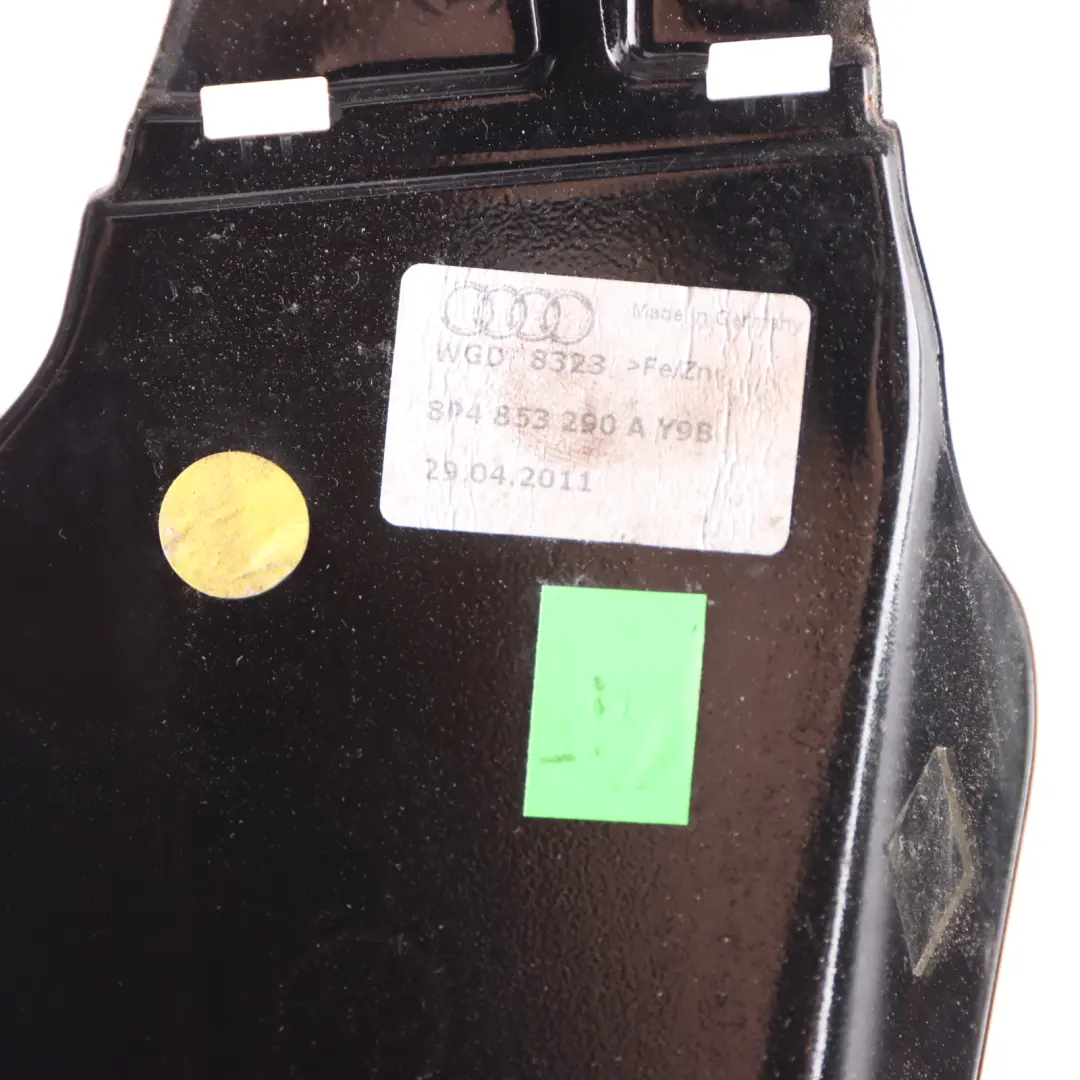 Made in Germany
WGD 8323 >Fe/Zn<
8P4 853 290 A Y9B
29.04.2011